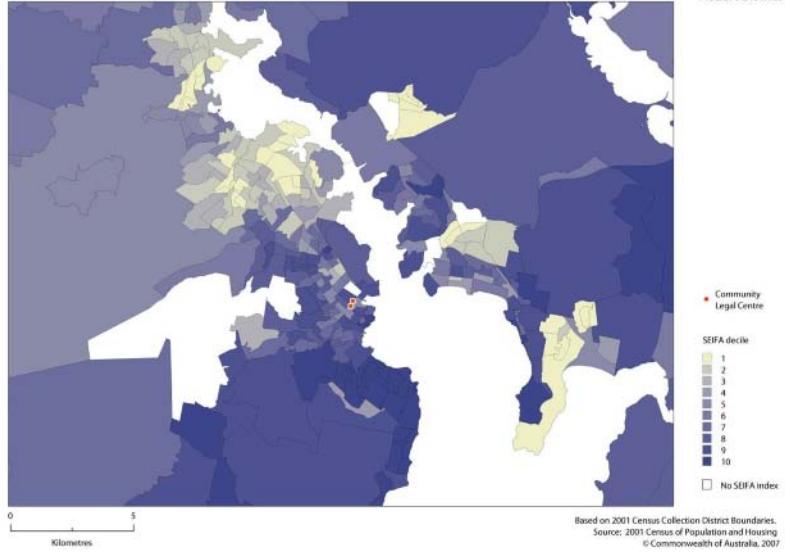 Community
Legal Centre
SEIFA decile
1
2
3
4
5
6
7
8
9
10
No SEIFA index
0 5
Kilometres
Based on 2001 Census Collection District Boundaries.
Source: 2001 Census of Population and Housing
© Commonwealth of Australia, 2007